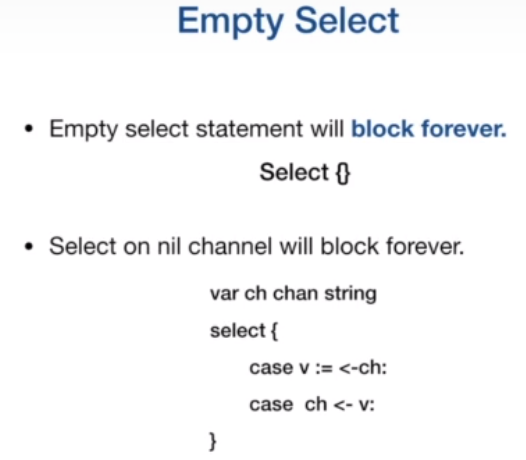 Empty Select
• Empty select statement will block forever.
Select {}
• Select on nil channel will block forever.
var ch chan string
select {
case v := <-ch:
case ch <- v:
}